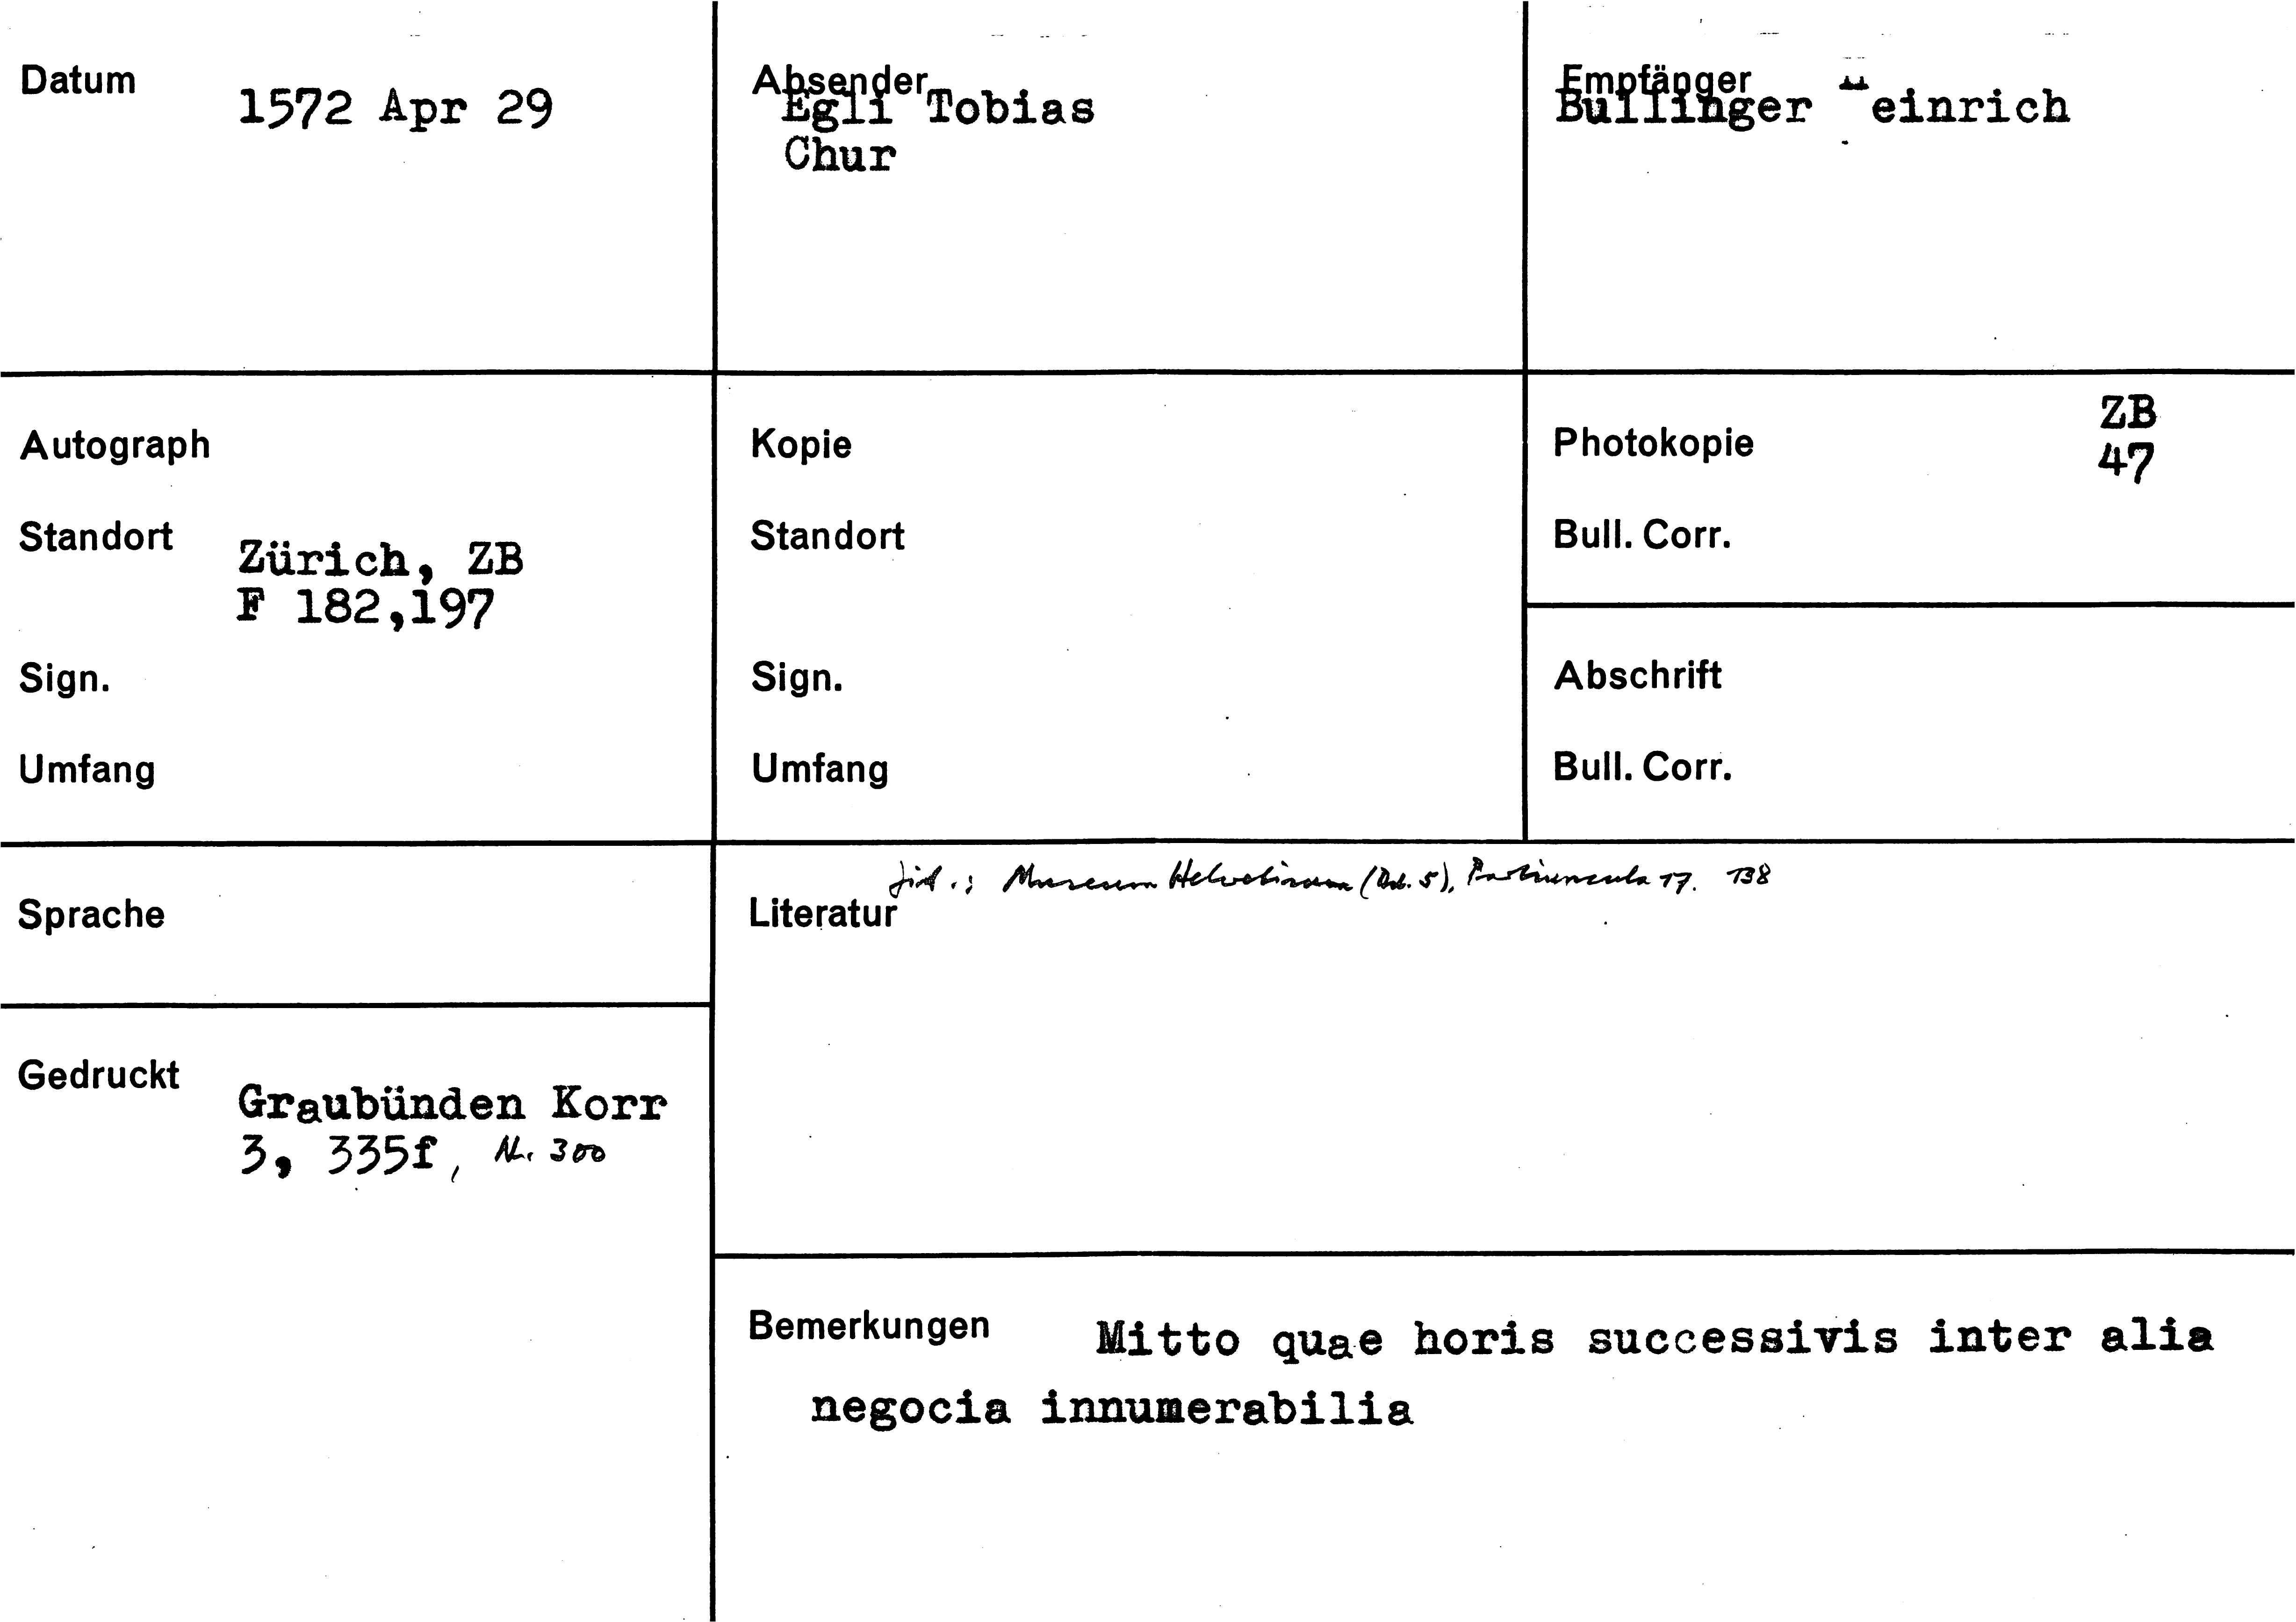 Datum
1572 Apr 29
Absender
Egli Tobias
Chur
Empfänger
Bullinger Heinrich
Autograph
Standort
Zürich, ZB
F 182,197
Sign.
Umfang
Kopie
Standort
Sign.
Umfang
Photokopie
ZB
47
Bull. Corr.
Abschrift
Bull. Corr.
Sprache
Museum Helveticum (Bd. 5), Partiuncula 17. 138
Literatur
Gedruckt
Graubünden Korr
3, 335f, Nr. 300
Bemerkungen
Mitto quae horis successivis inter alia
negocia innumerabilia